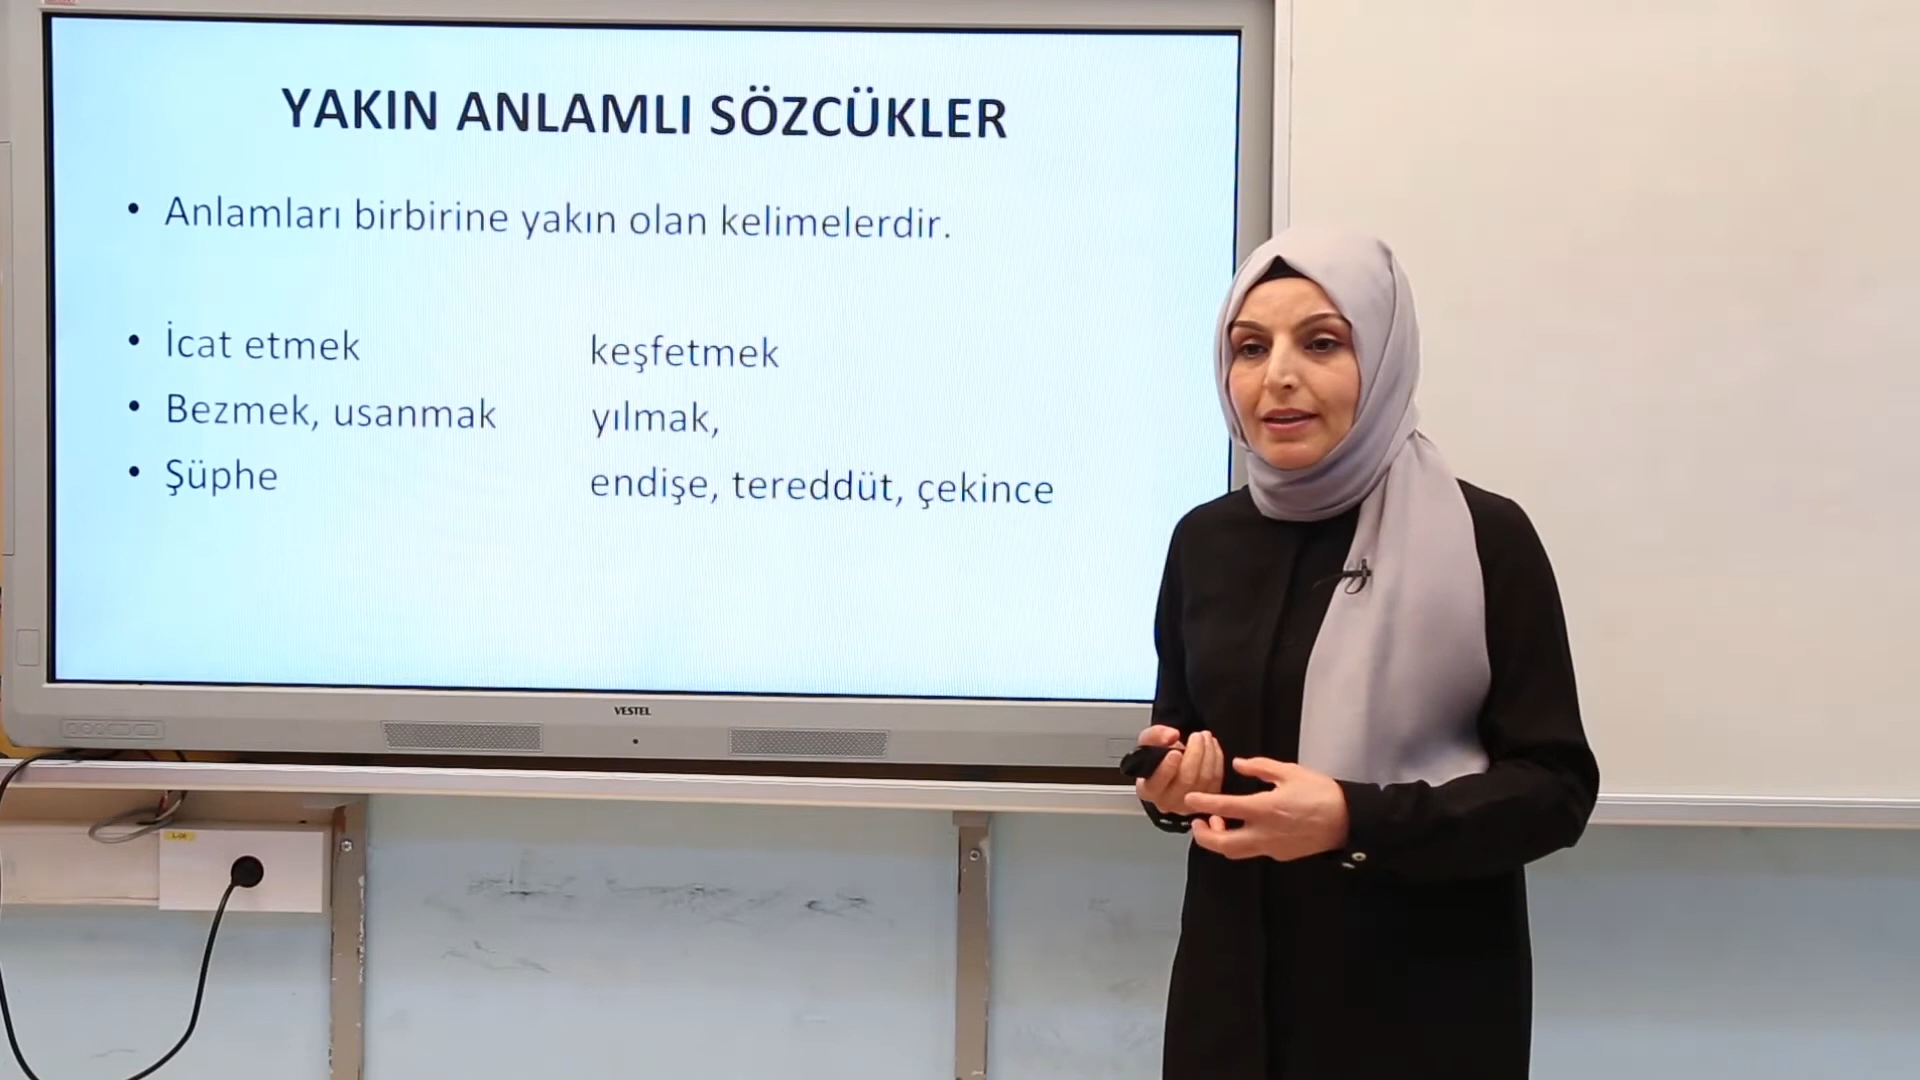 YAKIN ANLAMLI SÖZCÜKLER
• Anlamları birbirine yakın olan kelimelerdir.
• İcat etmek keşfetmek
• Bezmek, usanmak yılmak,
• Şüphe endişe, tereddüt, çekince
VESTEL